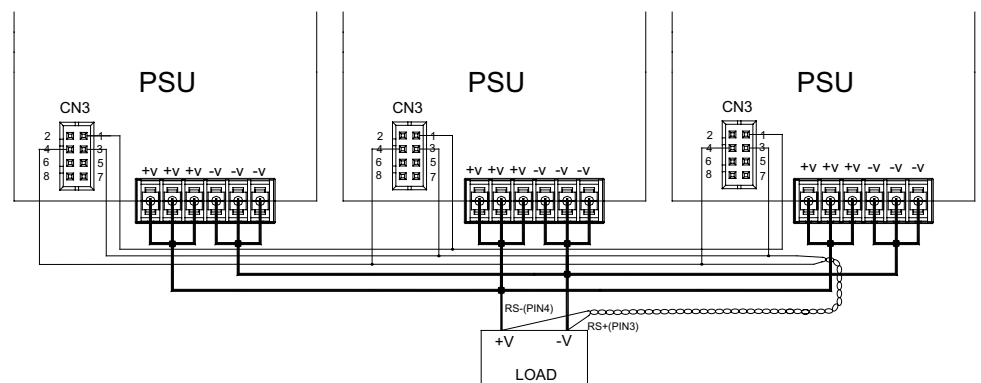 PSU
PSU
PSU
CN3
CN3
CN3
2 1
4 3
6 5
8 7
2 1
4 3
6 5
8 7
2 1
4 3
6 5
8 7
+V +V +V -V -V -V
+V +V +V -V -V -V
+V +V +V -V -V -V
RS-(PIN4)
RS+(PIN3)
+V -V
LOAD